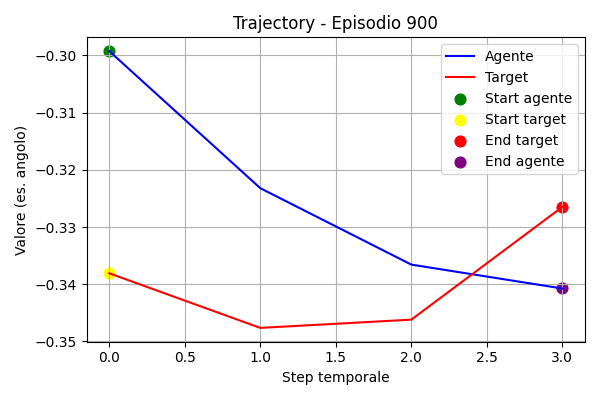 Trajectory - Episodio 900
Valore (es. angolo)
−0.30
−0.31
−0.32
−0.33
−0.34
−0.35
Agente
Target
Start agente
Start target
End target
End agente
0.0 0.5 1.0 1.5 2.0 2.5 3.0
Step temporale